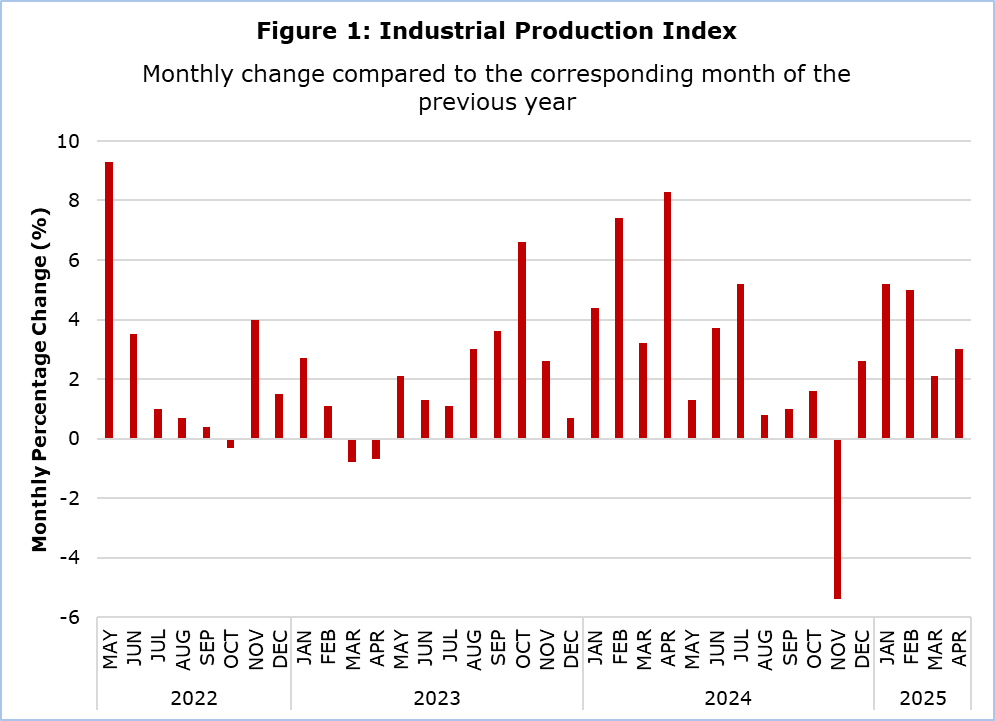 Figure 1: Industrial Production Index
Monthly change compared to the corresponding month of the
previous year
Monthly Percentage Change (%)
10
8
6
4
2
0
-2
-4
-6
MAY JUN JUL AUG SEP OCT NOV DEC JAN FEB MAR APR MAY JUN JUL AUG SEP OCT NOV DEC JAN FEB MAR APR MAY JUN JUL AUG SEP OCT NOV DEC JAN FEB MAR APR
2022 2023 2024 2025